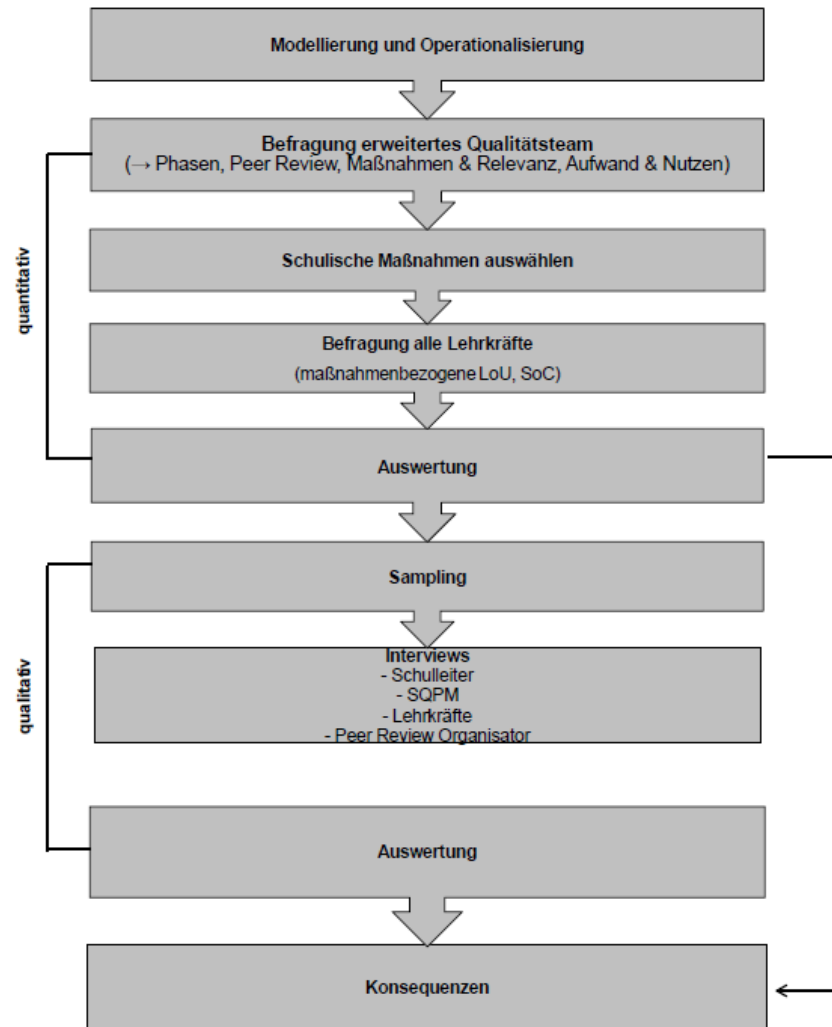 Modellierung und Operationalisierung
Befragung erweitertes Qualitätsteam
(→ Phasen, Peer Review, Maßnahmen & Relevanz, Aufwand & Nutzen)
quantitativ
Schulische Maßnahmen auswählen
Befragung alle Lehrkräfte
(maßnahmenbezogene LoU, SoC)
Auswertung
Sampling
qualitativ
Interviews
- Schulleiter
- SQPM
- Lehrkräfte
- Peer Review Organisator
Auswertung
Konsequenzen